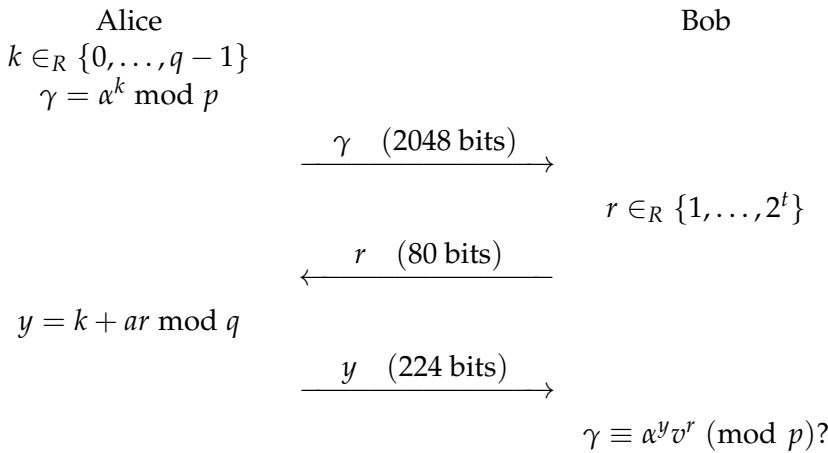 Alice Bob
k ∈_R {0, . . . , q − 1}
γ = α^k mod p
γ (2048 bits)
r ∈_R {1, . . . , 2^t}
r (80 bits)
y = k + ar mod q
y (224 bits)
γ ≡ α^y v^r (mod p)?